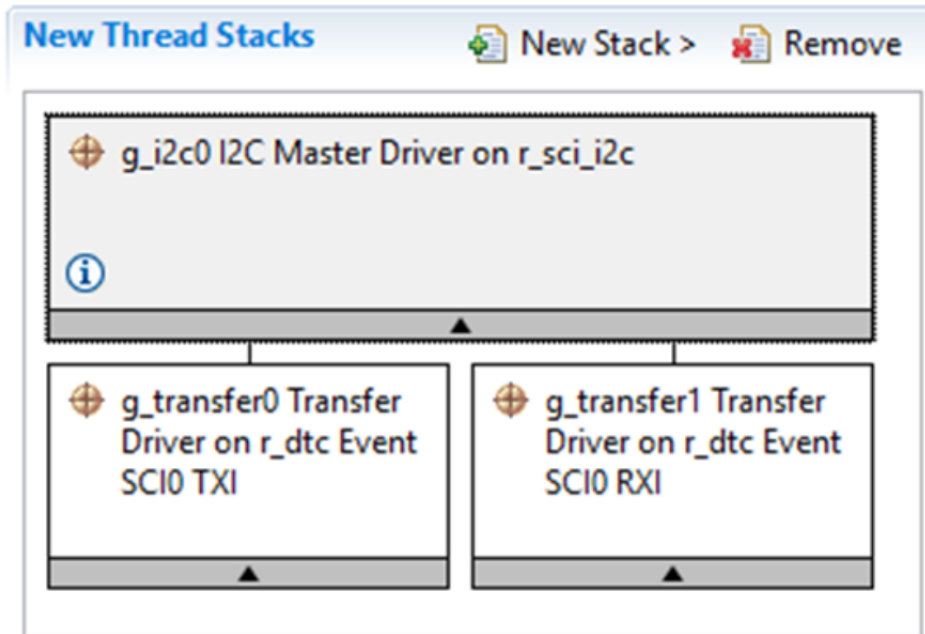 New Thread Stacks
New Stack >
Remove
g_i2c0 I2C Master Driver on r_sci_i2c
g_transfer0 Transfer
Driver on r_dtc Event
SCI0 TXI
g_transfer1 Transfer
Driver on r_dtc Event
SCI0 RXI